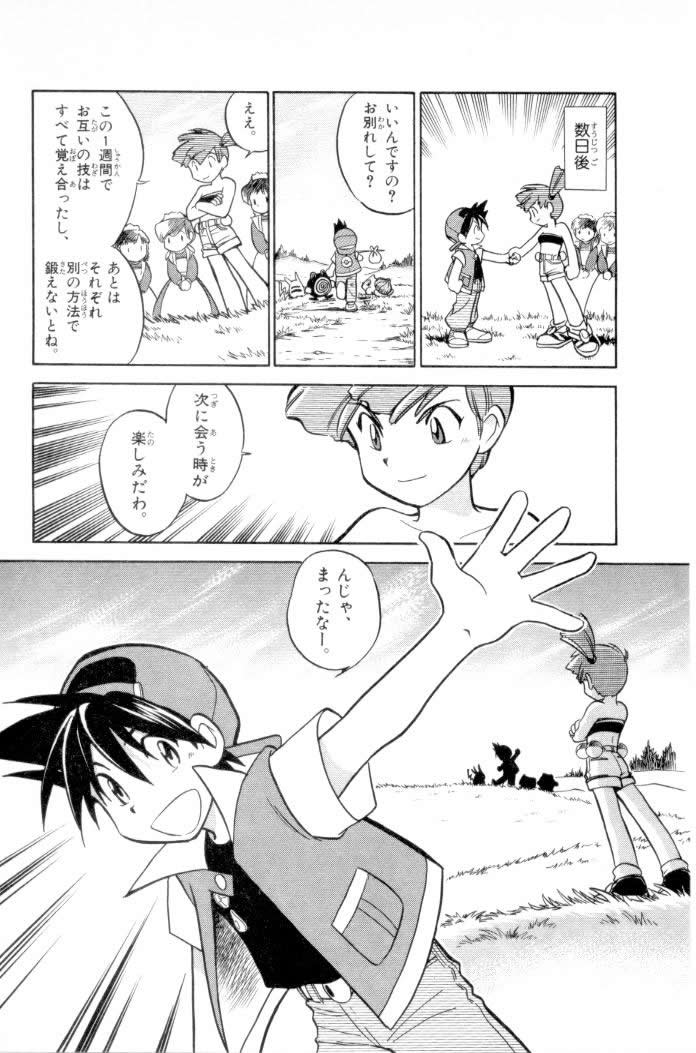 数日後
いいんですの?
お別れして?
ええ。
この1週間で
お互いの技は
すべて覚え合ったし、
あとは
それぞれ
別の方法で
鍛えないとね。
次に会う時が
楽しみだわ。
んじゃ、
まったなー。